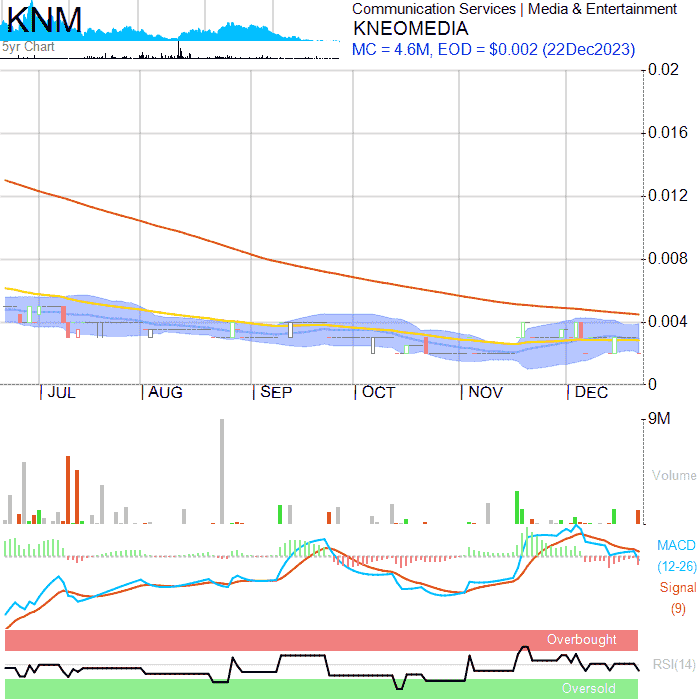 KNM
5yr Chart
Communication Services | Media & Entertainment
KNEOMEDIA
MC = 4.6M, EOD = $0.002 (22Dec2023)
0.02
0.016
0.012
0.008
0.004
0
JUL AUG SEP OCT NOV DEC
9M
Volume
MACD
(12-26)
Signal
(9)
Overbought
RSI(14)
Oversold